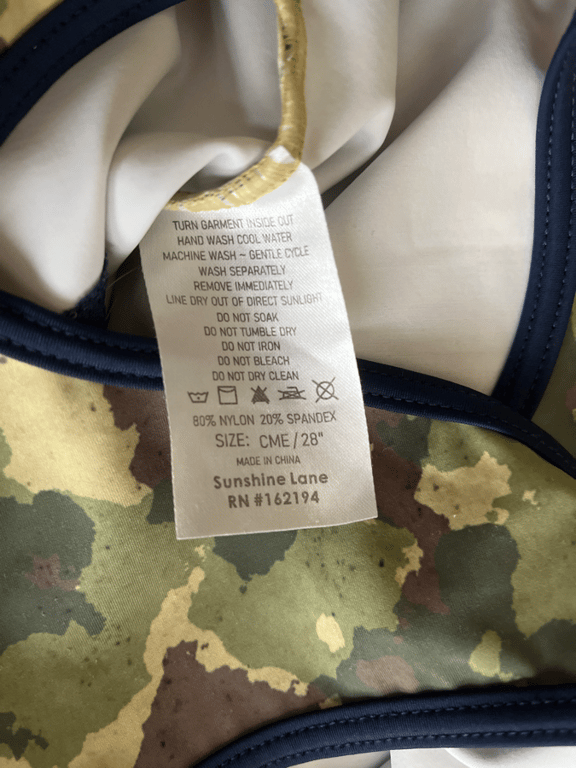 TURN GARMENT INSIDE OUT
HAND WASH COOL WATER
MACHINE WASH – GENTLE CYCLE
WASH SEPARATELY
REMOVE IMMEDIATELY
LINE DRY OUT OF DIRECT SUNLIGHT
DO NOT SOAK
DO NOT TUMBLE DRY
DO NOT IRON
DO NOT BLEACH
DO NOT DRY CLEAN
80% NYLON 20% SPANDEX
SIZE: CME/28"
MADE IN CHINA
Sunshine Lane
RN #162194